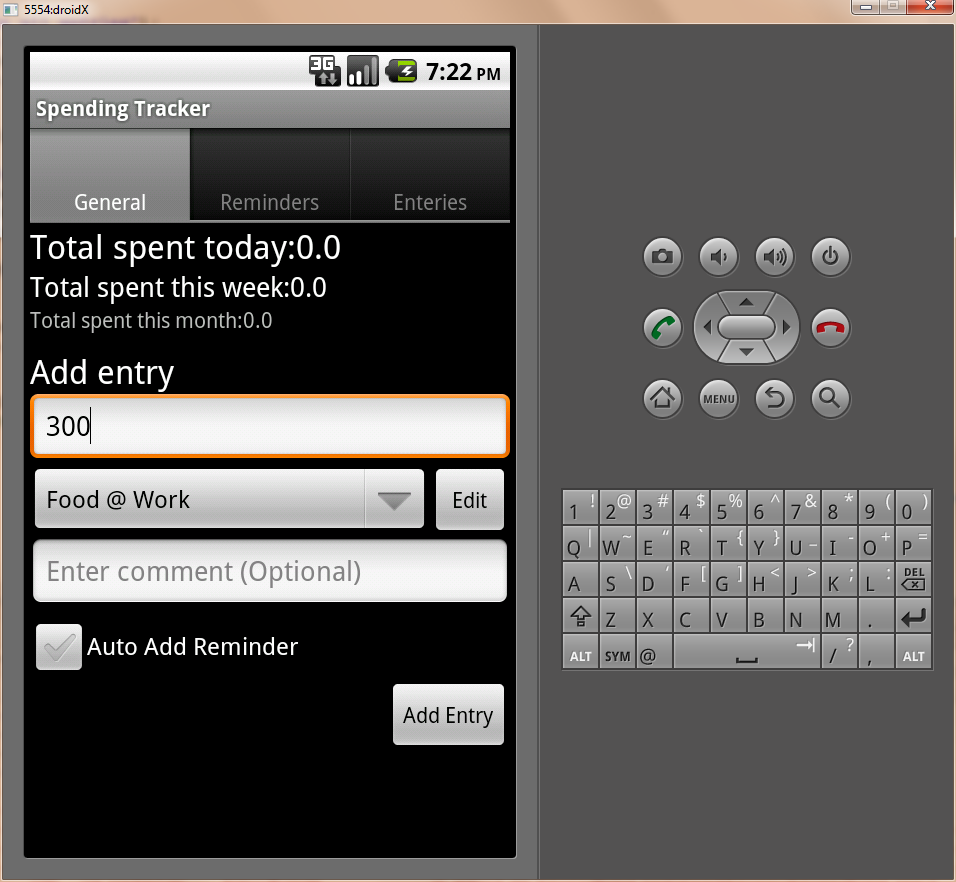 5554:droidX
3G 7:22 PM
Spending Tracker
General Reminders Enteries
Total spent today:0.0
Total spent this week:0.0
Total spent this month:0.0
Add entry
300
Food @ Work Edit
Enter comment (Optional)
Auto Add Reminder
Add Entry
MENU
1 ! 2 @ 3 # 4 $ 5 % 6 ^ 7 & 8 * 9 ( 0 )
Q | W ~ E “ R ` T { Y } U _ I - O + P =
A S \ D ‘ F [ G ] H < J > K ; L : DEL
Z X C V B N M .
ALT SYM @ / ? , ALT